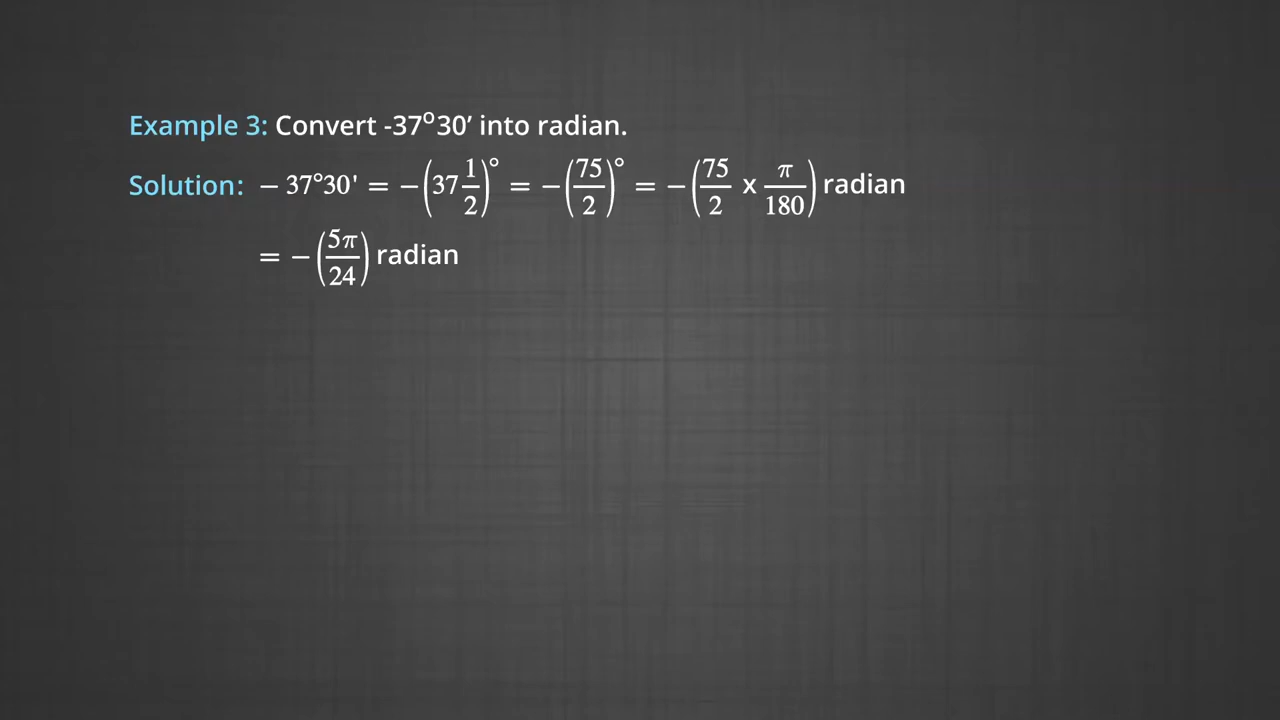 Example 3: Convert -37°30’ into radian.
Solution: − 37°30' = −(37 1/2)° = −(75/2)° = −(75/2 x π/180) radian
= −(5π/24) radian